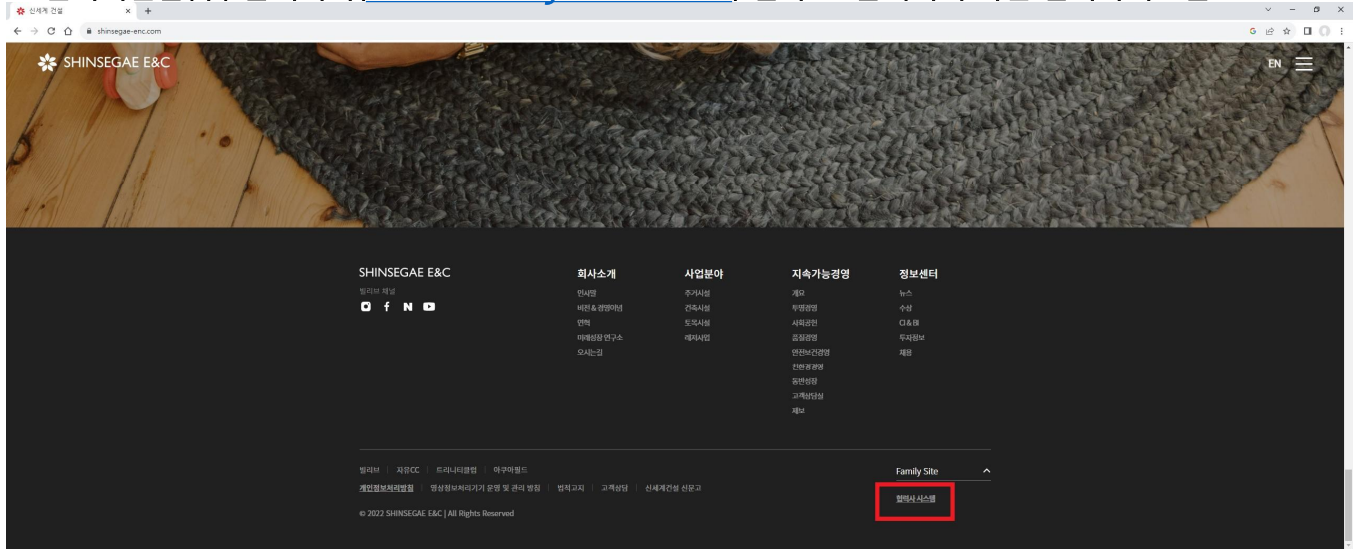 신세계 건설
shinsegae-enc.com
SHINSEGAE E&C
EN
SHINSEGAE E&C
빌리브 채널
회사소개
인사말
비전 & 경영이념
연혁
미래성장 연구소
오시는길
사업분야
주거시설
건축시설
토목시설
레저사업
지속가능경영
개요
투명경영
사회공헌
품질경영
안전보건경영
친환경경영
동반성장
고객상담실
제보
정보센터
뉴스
수상
CI & BI
투자정보
채용
빌리브 | 자유CC | 트리니티클럽 | 아쿠아필드
개인정보처리방침 | 영상정보처리기기 운영 및 관리 방침 | 법적고지 | 고객상담 | 신세계건설 신문고
© 2022 SHINSEGAE E&C | All Rights Reserved
Family Site
협력사 시스템